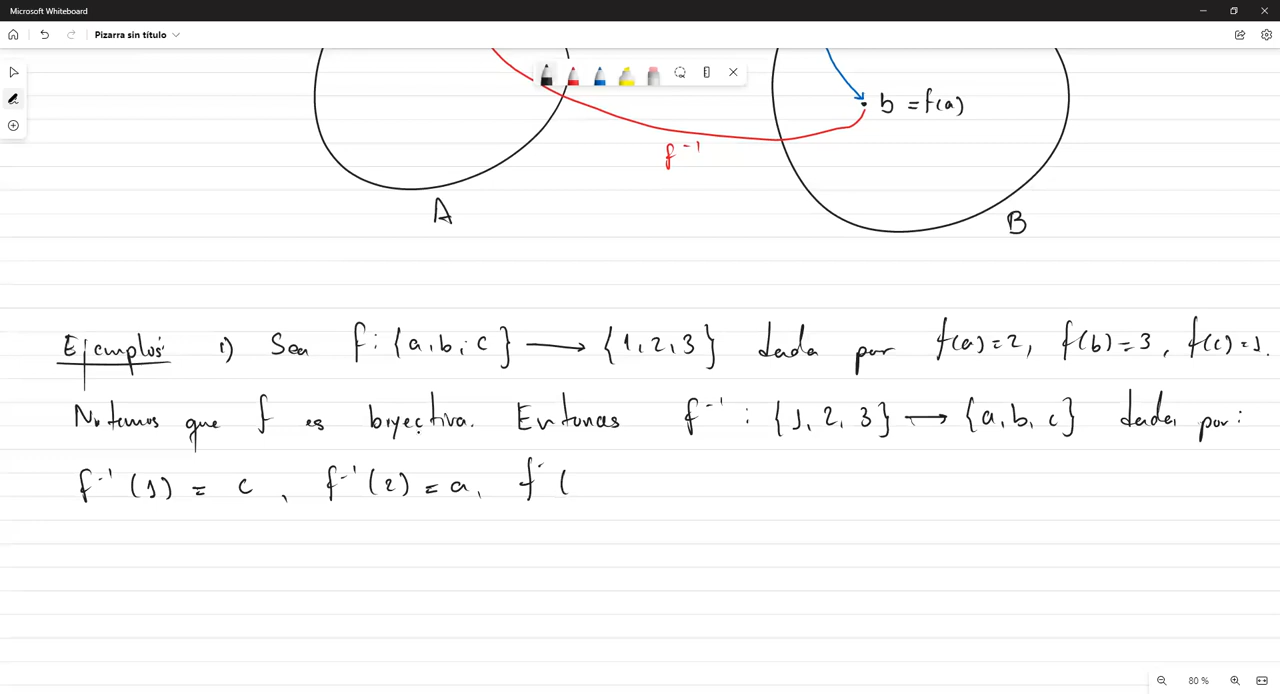 Microsoft Whiteboard
Pizarra sin título
b = f(a)
f⁻¹
A
B
Ejemplos: 1) Sea f: {a, b, c} → {1, 2, 3} dada por f(a)=2, f(b)=3, f(c)=1.
Notemos que f es biyectiva. Entonces f⁻¹: {1, 2, 3} → {a, b, c} dada por:
f⁻¹(1) = c, f⁻¹(2) = a, f⁻(
80 %